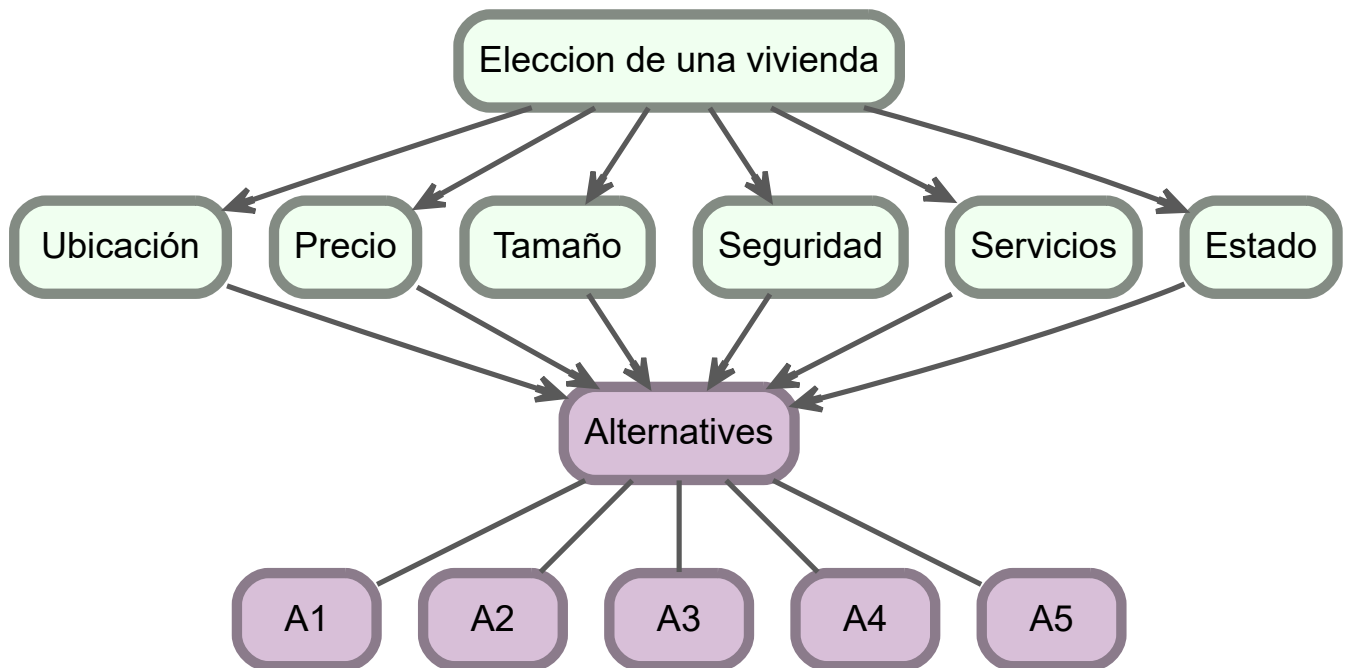 Eleccion de una vivienda
Ubicación
Precio
Tamaño
Seguridad
Servicios
Estado
Alternatives
A1
A2
A3
A4
A5